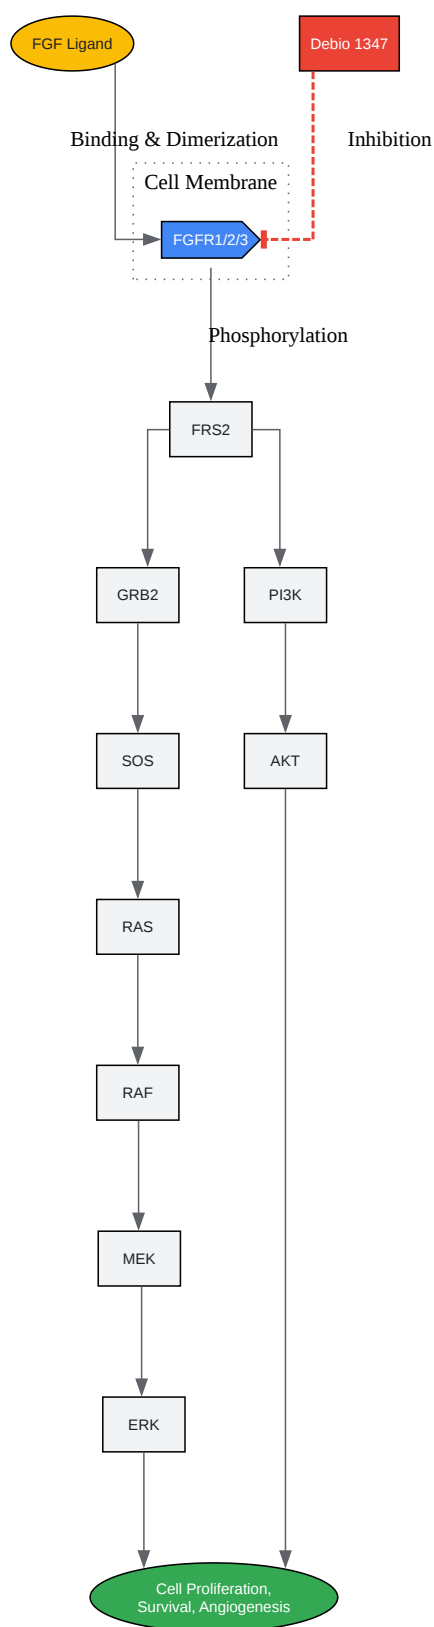 FGF Ligand
Debio 1347
Binding & Dimerization
Inhibition
Cell Membrane
FGFR1/2/3
Phosphorylation
FRS2
GRB2
PI3K
SOS
AKT
RAS
RAF
MEK
ERK
Cell Proliferation,
Survival, Angiogenesis